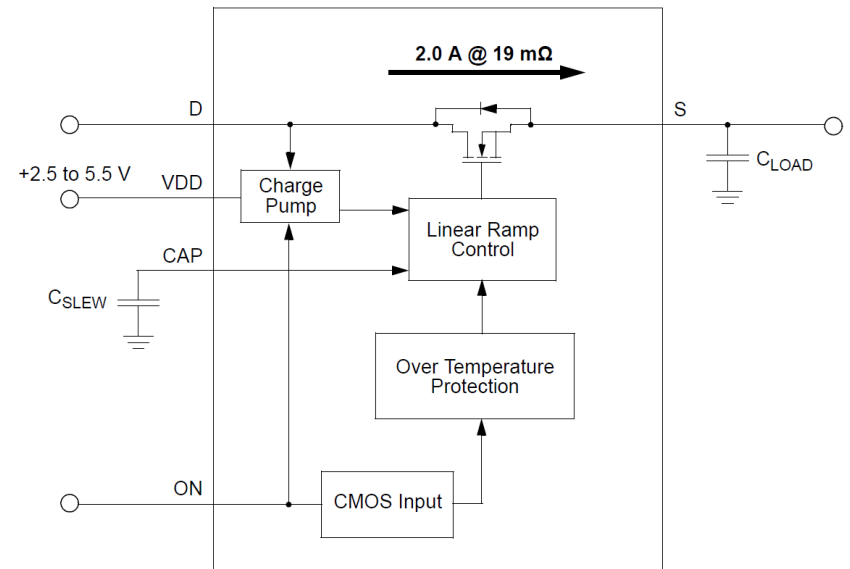 2.0 A @ 19 mΩ
D
S
+2.5 to 5.5 V
VDD
Charge
Pump
CLOAD
Linear Ramp
Control
CAP
CSLEW
Over Temperature
Protection
ON
CMOS Input